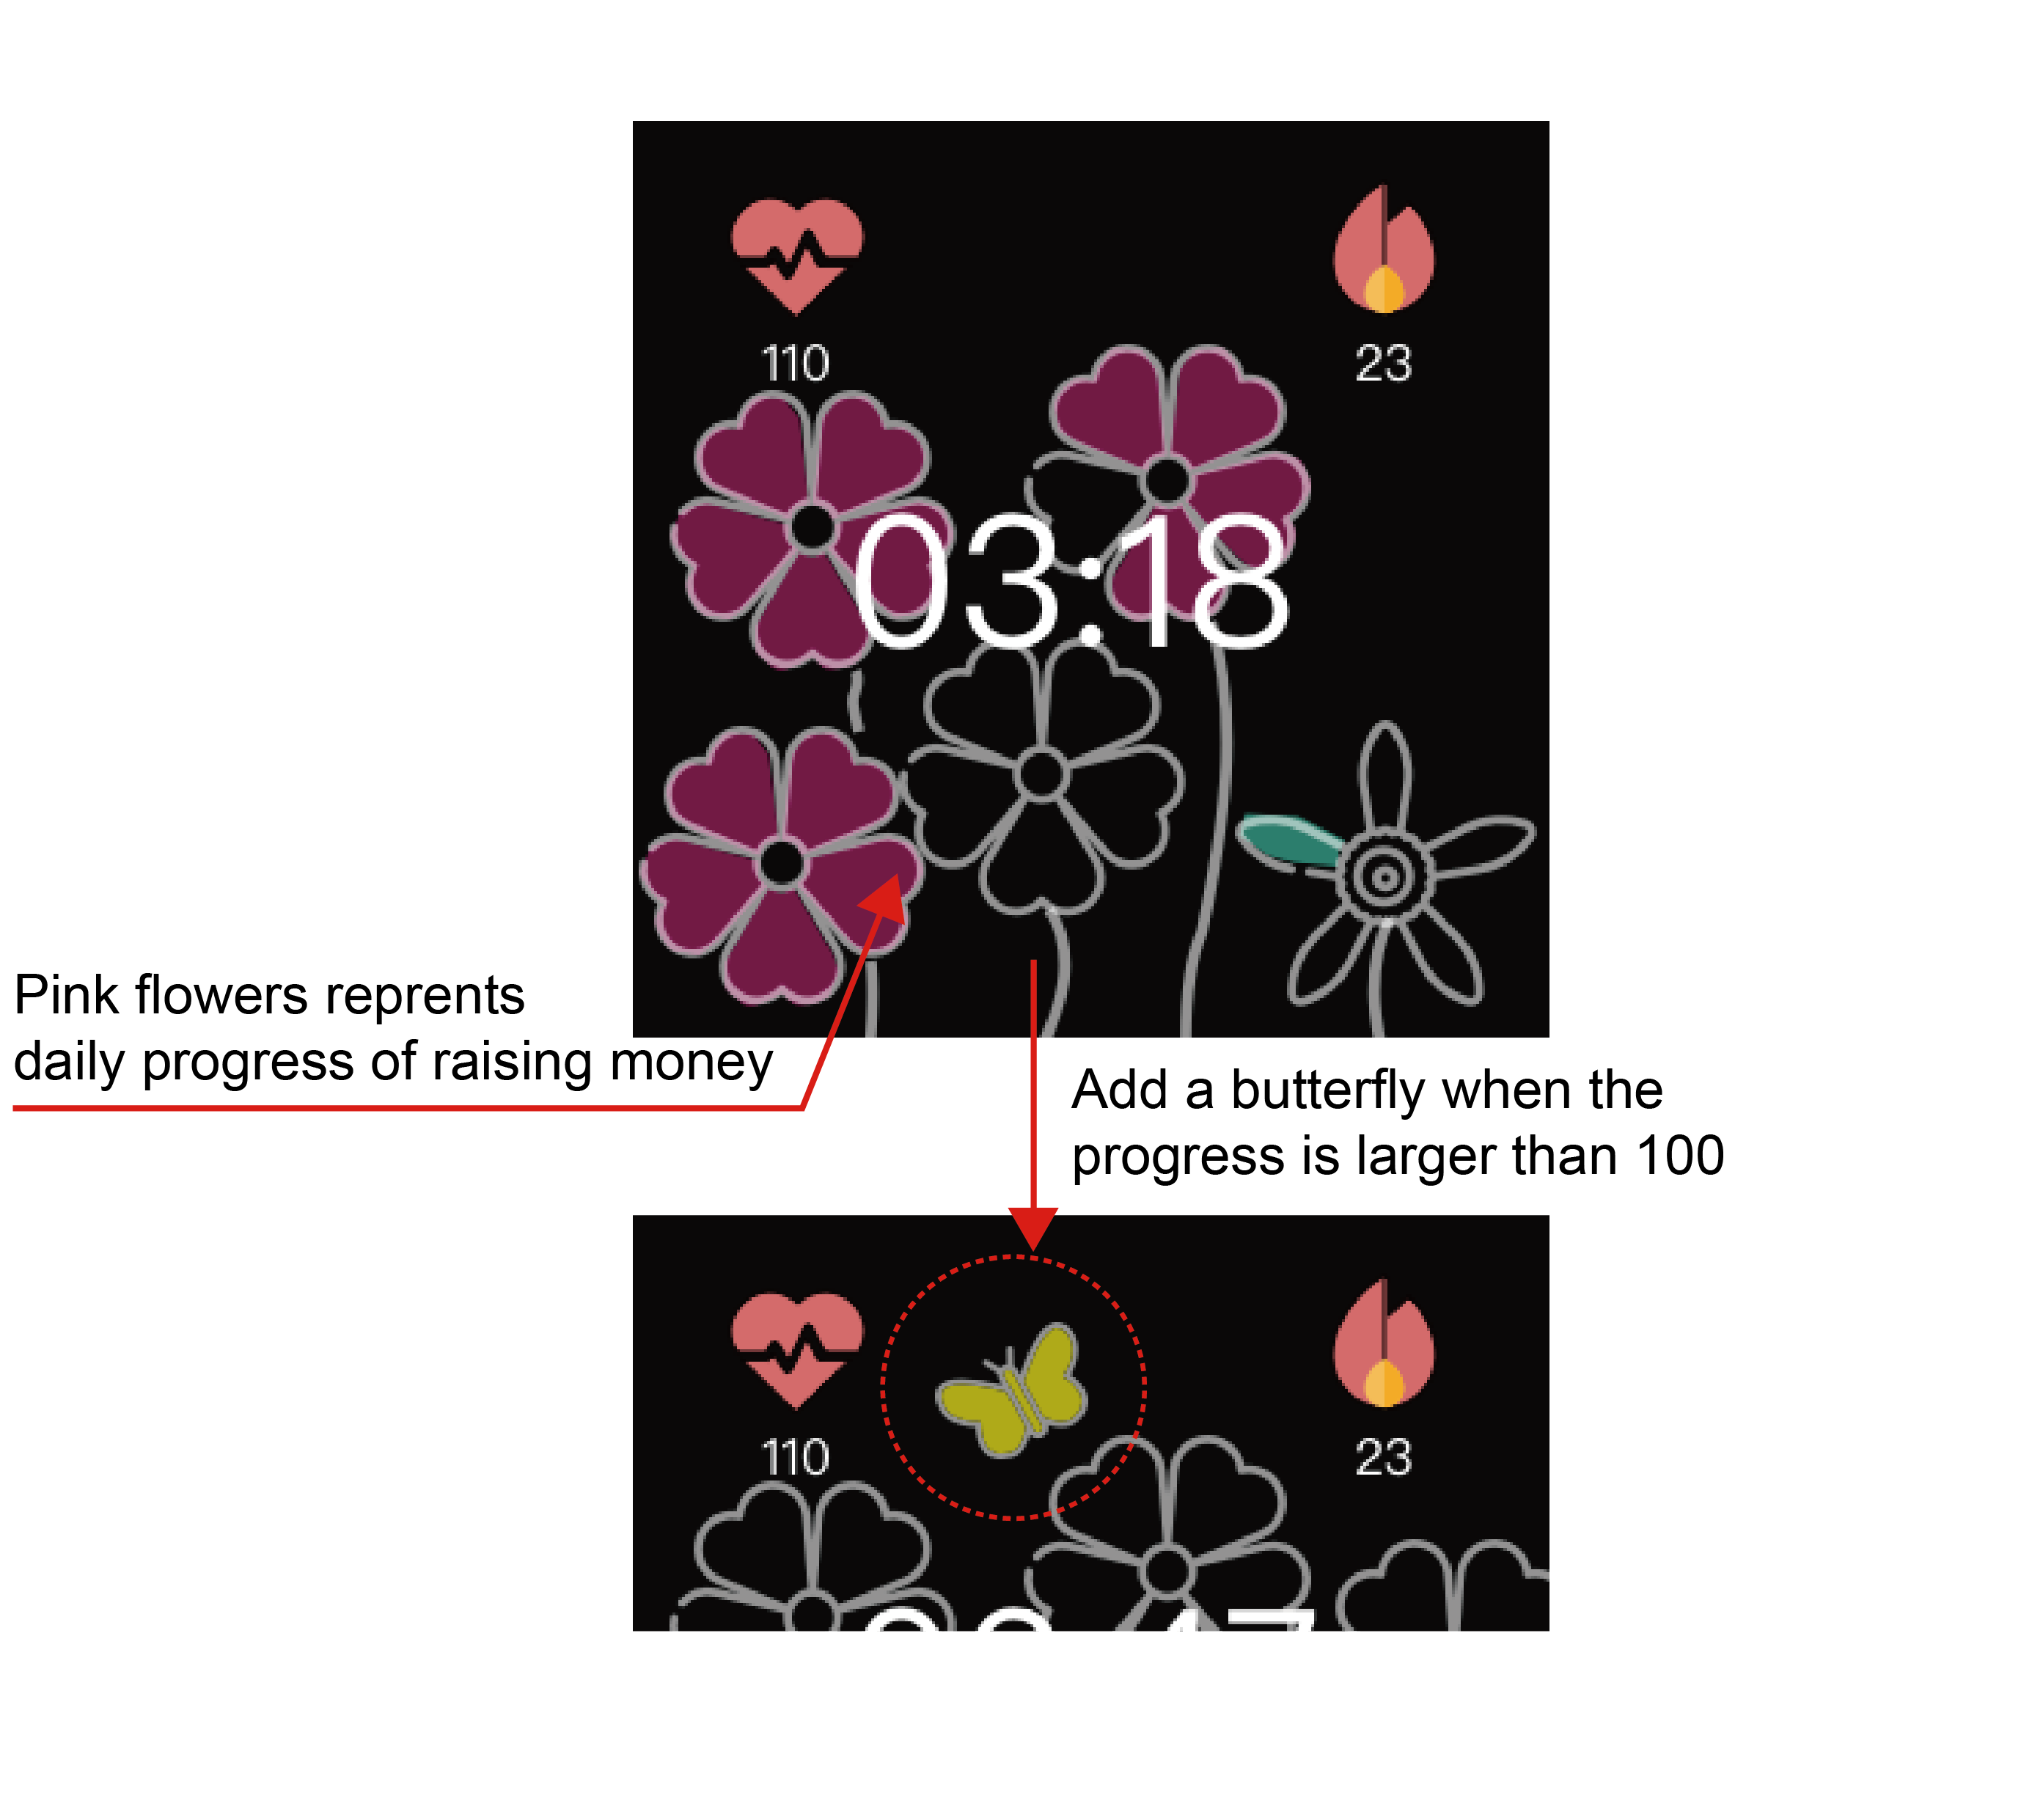 110
23
03:18
Pink flowers reprents
daily progress of raising money
Add a butterfly when the
progress is larger than 100
110
23